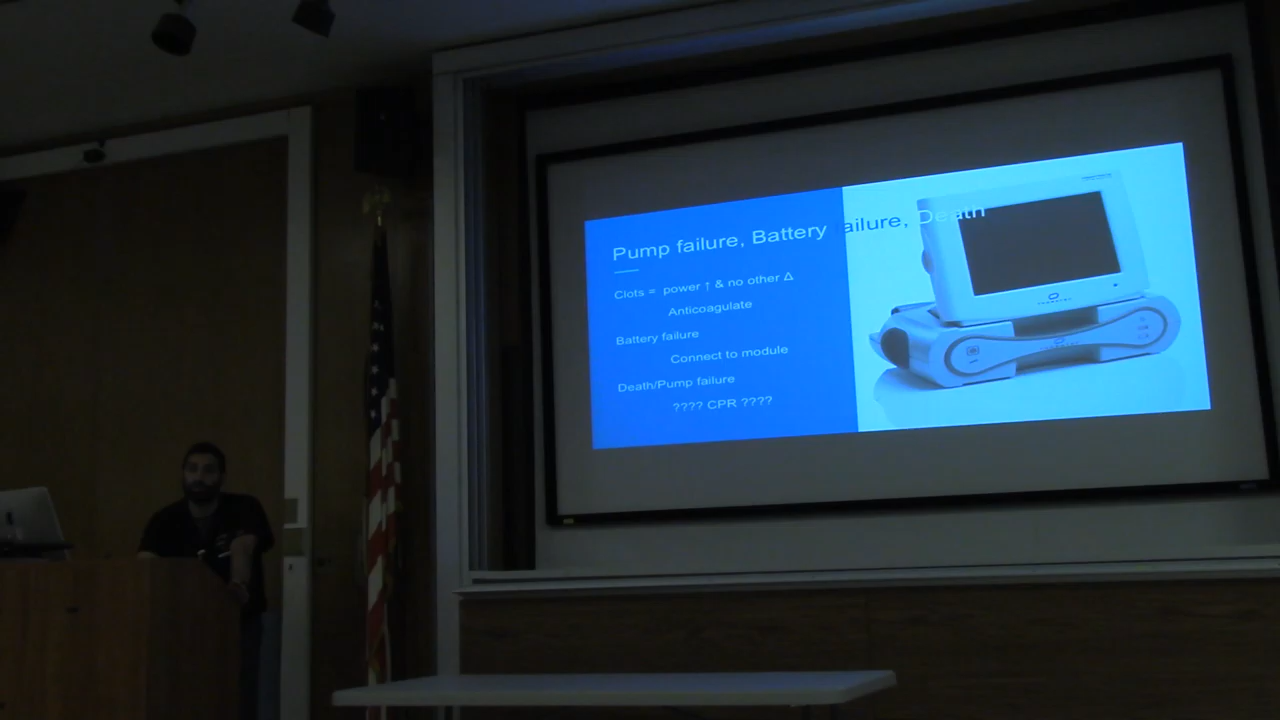 Pump failure, Battery failure, Death
Clots = power ↑ & no other Δ
Anticoagulate
Battery failure
Connect to module
Death/Pump failure
???? CPR ????